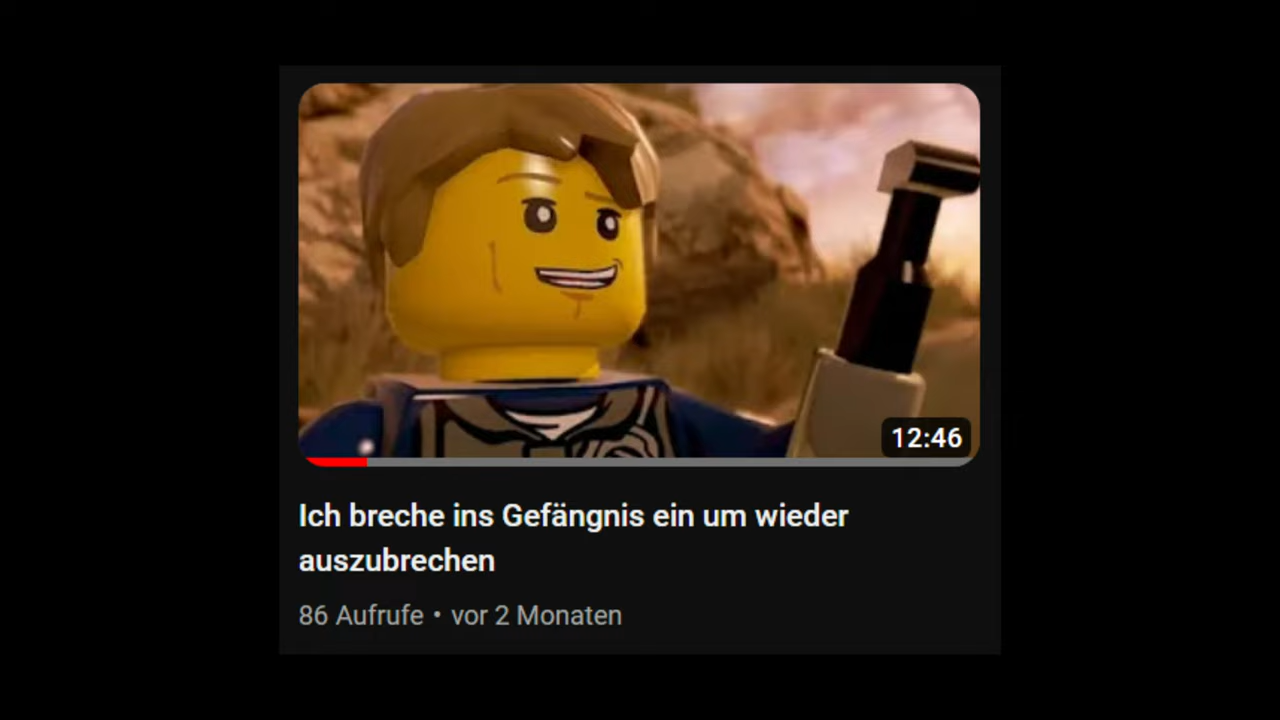 12:46
Ich breche ins Gefängnis ein um wieder
auszubrechen
86 Aufrufe • vor 2 Monaten